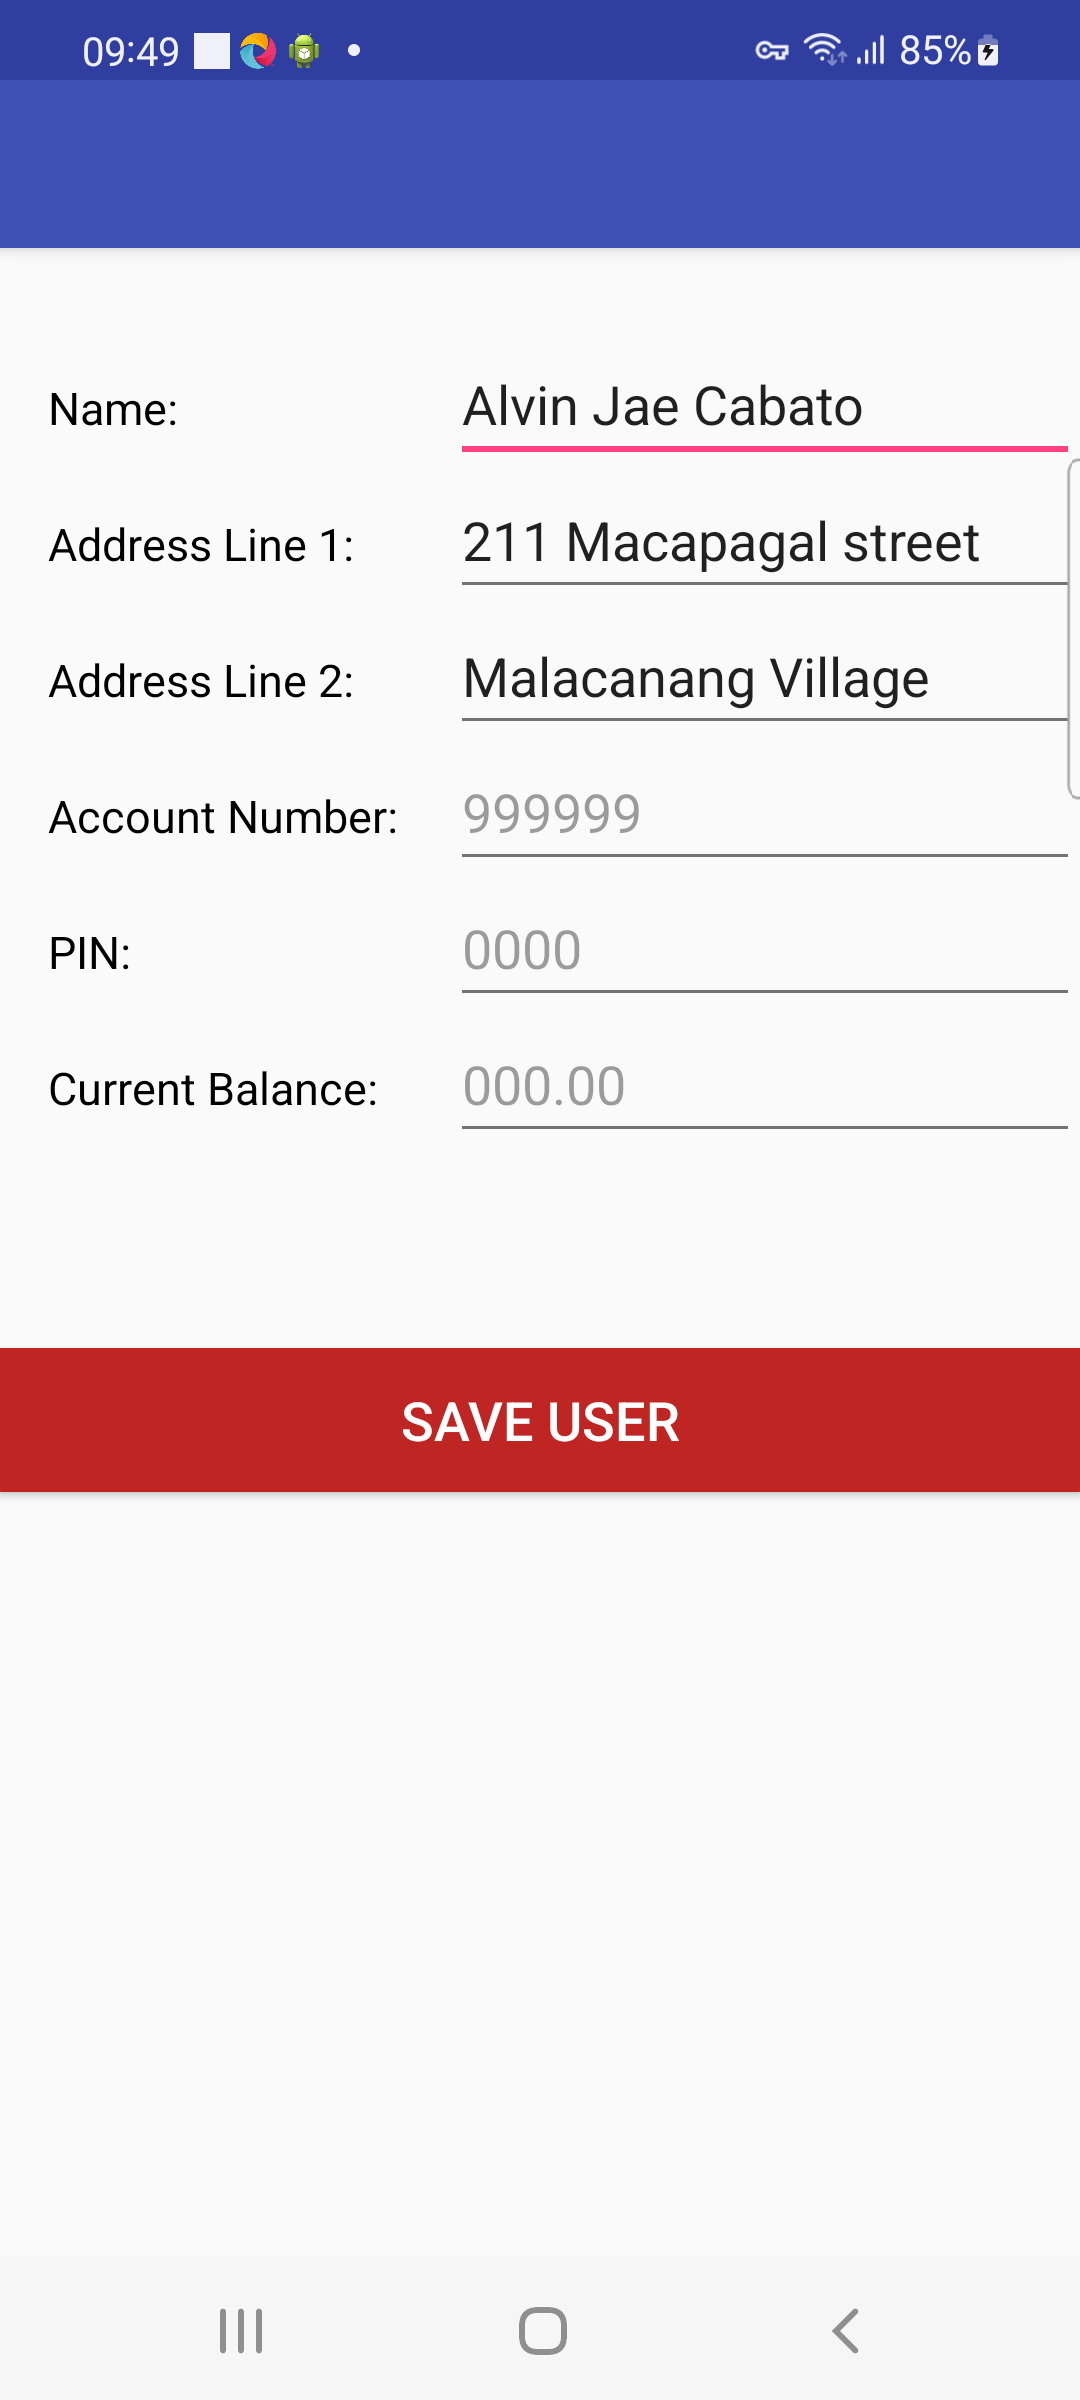 09:49 85%
Name: Alvin Jae Cabato
Address Line 1: 211 Macapagal street
Address Line 2: Malacanang Village
Account Number: 999999
PIN: 0000
Current Balance: 000.00
SAVE USER